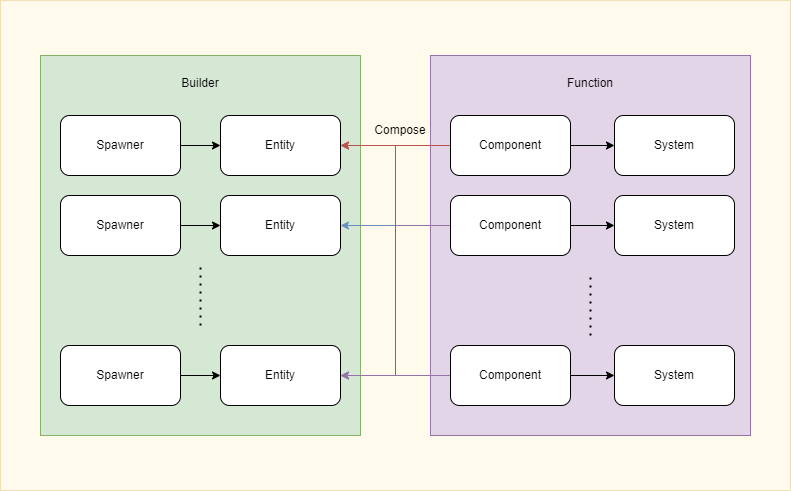 Builder
Function
Compose
Spawner
Entity
Component
System
Spawner
Entity
Component
System
Spawner
Entity
Component
System